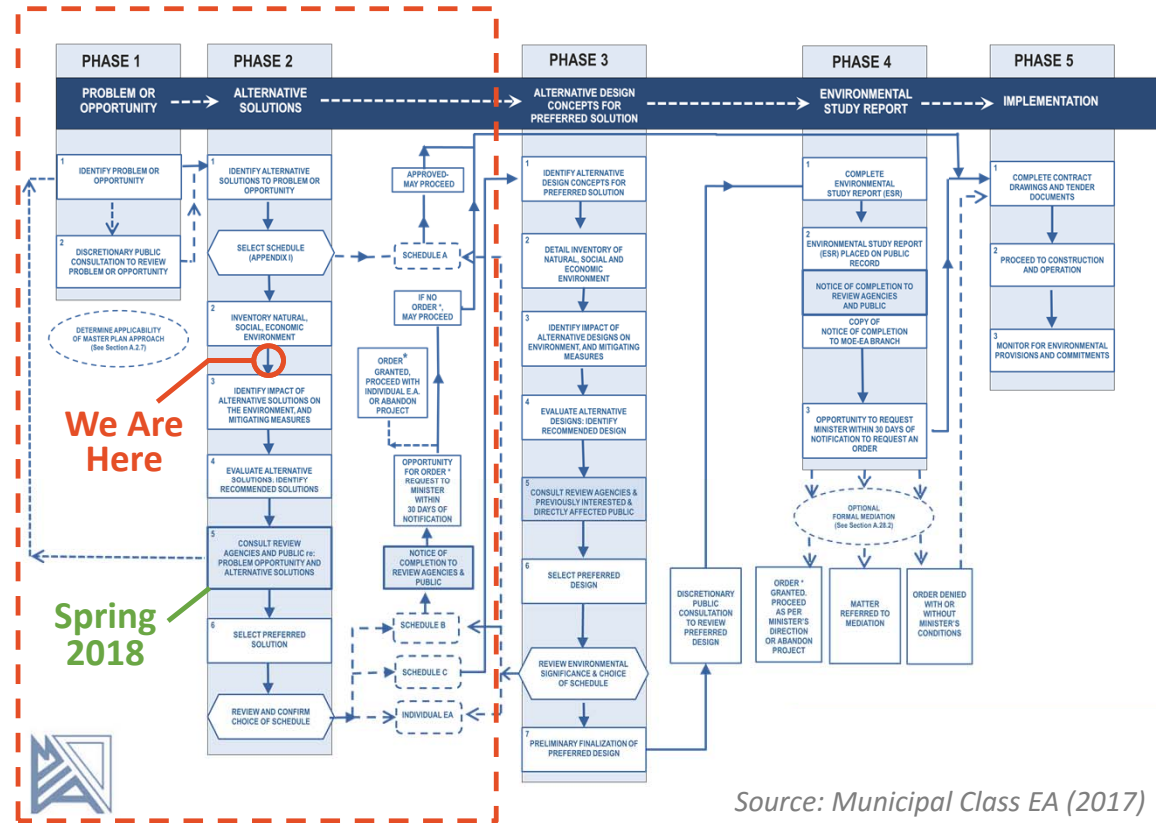 PHASE 1
PROBLEM OR
OPPORTUNITY
1
IDENTIFY PROBLEM OR
OPPORTUNITY
2
DISCRETIONARY PUBLIC
CONSULTATION TO REVIEW
PROBLEM OR OPPORTUNITY
DETERMINE APPLICABILITY
OF MASTER PLAN APPROACH
(See Section A.2.7)
We Are
Here
Spring
2018
PHASE 2
ALTERNATIVE
SOLUTIONS
1
IDENTIFY ALTERNATIVE
SOLUTIONS TO PROBLEM OR
OPPORTUNITY
SELECT SCHEDULE
(APPENDIX I)
2
INVENTORY NATURAL,
SOCIAL, ECONOMIC
ENVIRONMENT
3
IDENTIFY IMPACT OF
ALTERNATIVE SOLUTIONS ON
THE ENVIRONMENT, AND
MITIGATING MEASURES
4
EVALUATE ALTERNATIVE
SOLUTIONS: IDENTIFY
RECOMMENDED SOLUTIONS
5
CONSULT REVIEW
AGENCIES AND PUBLIC re:
PROBLEM OPPORTUNITY AND
ALTERNATIVE SOLUTIONS
6
SELECT PREFERRED
SOLUTION
REVIEW AND CONFIRM
CHOICE OF SCHEDULE
APPROVED-
MAY PROCEED
SCHEDULE A
IF NO
ORDER *,
MAY PROCEED
ORDER *
GRANTED,
PROCEED WITH
INDIVIDUAL E.A.
OR ABANDON
PROJECT
OPPORTUNITY
FOR ORDER *
REQUEST TO
MINISTER
WITHIN
30 DAYS OF
NOTIFICATION
NOTICE OF
COMPLETION TO
REVIEW AGENCIES &
PUBLIC
SCHEDULE B
SCHEDULE C
INDIVIDUAL EA
PHASE 3
ALTERNATIVE DESIGN
CONCEPTS FOR
PREFERRED SOLUTION
1
IDENTIFY ALTERNATIVE
DESIGN CONCEPTS FOR
PREFERRED SOLUTION
2
DETAIL INVENTORY OF
NATURAL, SOCIAL AND
ECONOMIC
ENVIRONMENT
3
IDENTIFY IMPACT OF
ALTERNATIVE DESIGNS ON
ENVIRONMENT, AND MITIGATING
MEASURES
4
EVALUATE ALTERNATIVE
DESIGNS: IDENTIFY
RECOMMENDED DESIGN
5
CONSULT REVIEW AGENCIES &
PREVIOUSLY INTERESTED &
DIRECTLY AFFECTED PUBLIC
6
SELECT PREFERRED
DESIGN
REVIEW ENVIRONMENTAL
SIGNIFICANCE & CHOICE
OF SCHEDULE
7
PRELIMINARY FINALIZATION OF
PREFERRED DESIGN
DISCRETIONARY
PUBLIC
CONSULTATION
TO REVIEW
PREFERRED
DESIGN
PHASE 4
ENVIRONMENTAL
STUDY REPORT
1
COMPLETE
ENVIRONMENTAL
STUDY REPORT (ESR)
2
ENVIRONMENTAL STUDY REPORT
(ESR) PLACED ON PUBLIC
RECORD
NOTICE OF COMPLETION TO
REVIEW AGENCIES
AND PUBLIC
COPY OF
NOTICE OF COMPLETION
TO MOE-EA BRANCH
3
OPPORTUNITY TO REQUEST
MINISTER WITHIN 30 DAYS OF
NOTIFICATION TO REQUEST AN
ORDER
OPTIONAL
FORMAL MEDIATION
(See Section A.28.2)
ORDER *
GRANTED.
PROCEED
AS PER
MINISTER'S
DIRECTION
OR ABANDON
PROJECT
MATTER
REFERRED TO
MEDIATION
ORDER DENIED
WITH OR
WITHOUT
MINISTER'S
CONDITIONS
PHASE 5
IMPLEMENTATION
1
COMPLETE CONTRACT
DRAWINGS AND TENDER
DOCUMENTS
2
PROCEED TO CONSTRUCTION
AND OPERATION
3
MONITOR FOR ENVIRONMENTAL
PROVISIONS AND COMMITMENTS
MEA
Source: Municipal Class EA (2017)